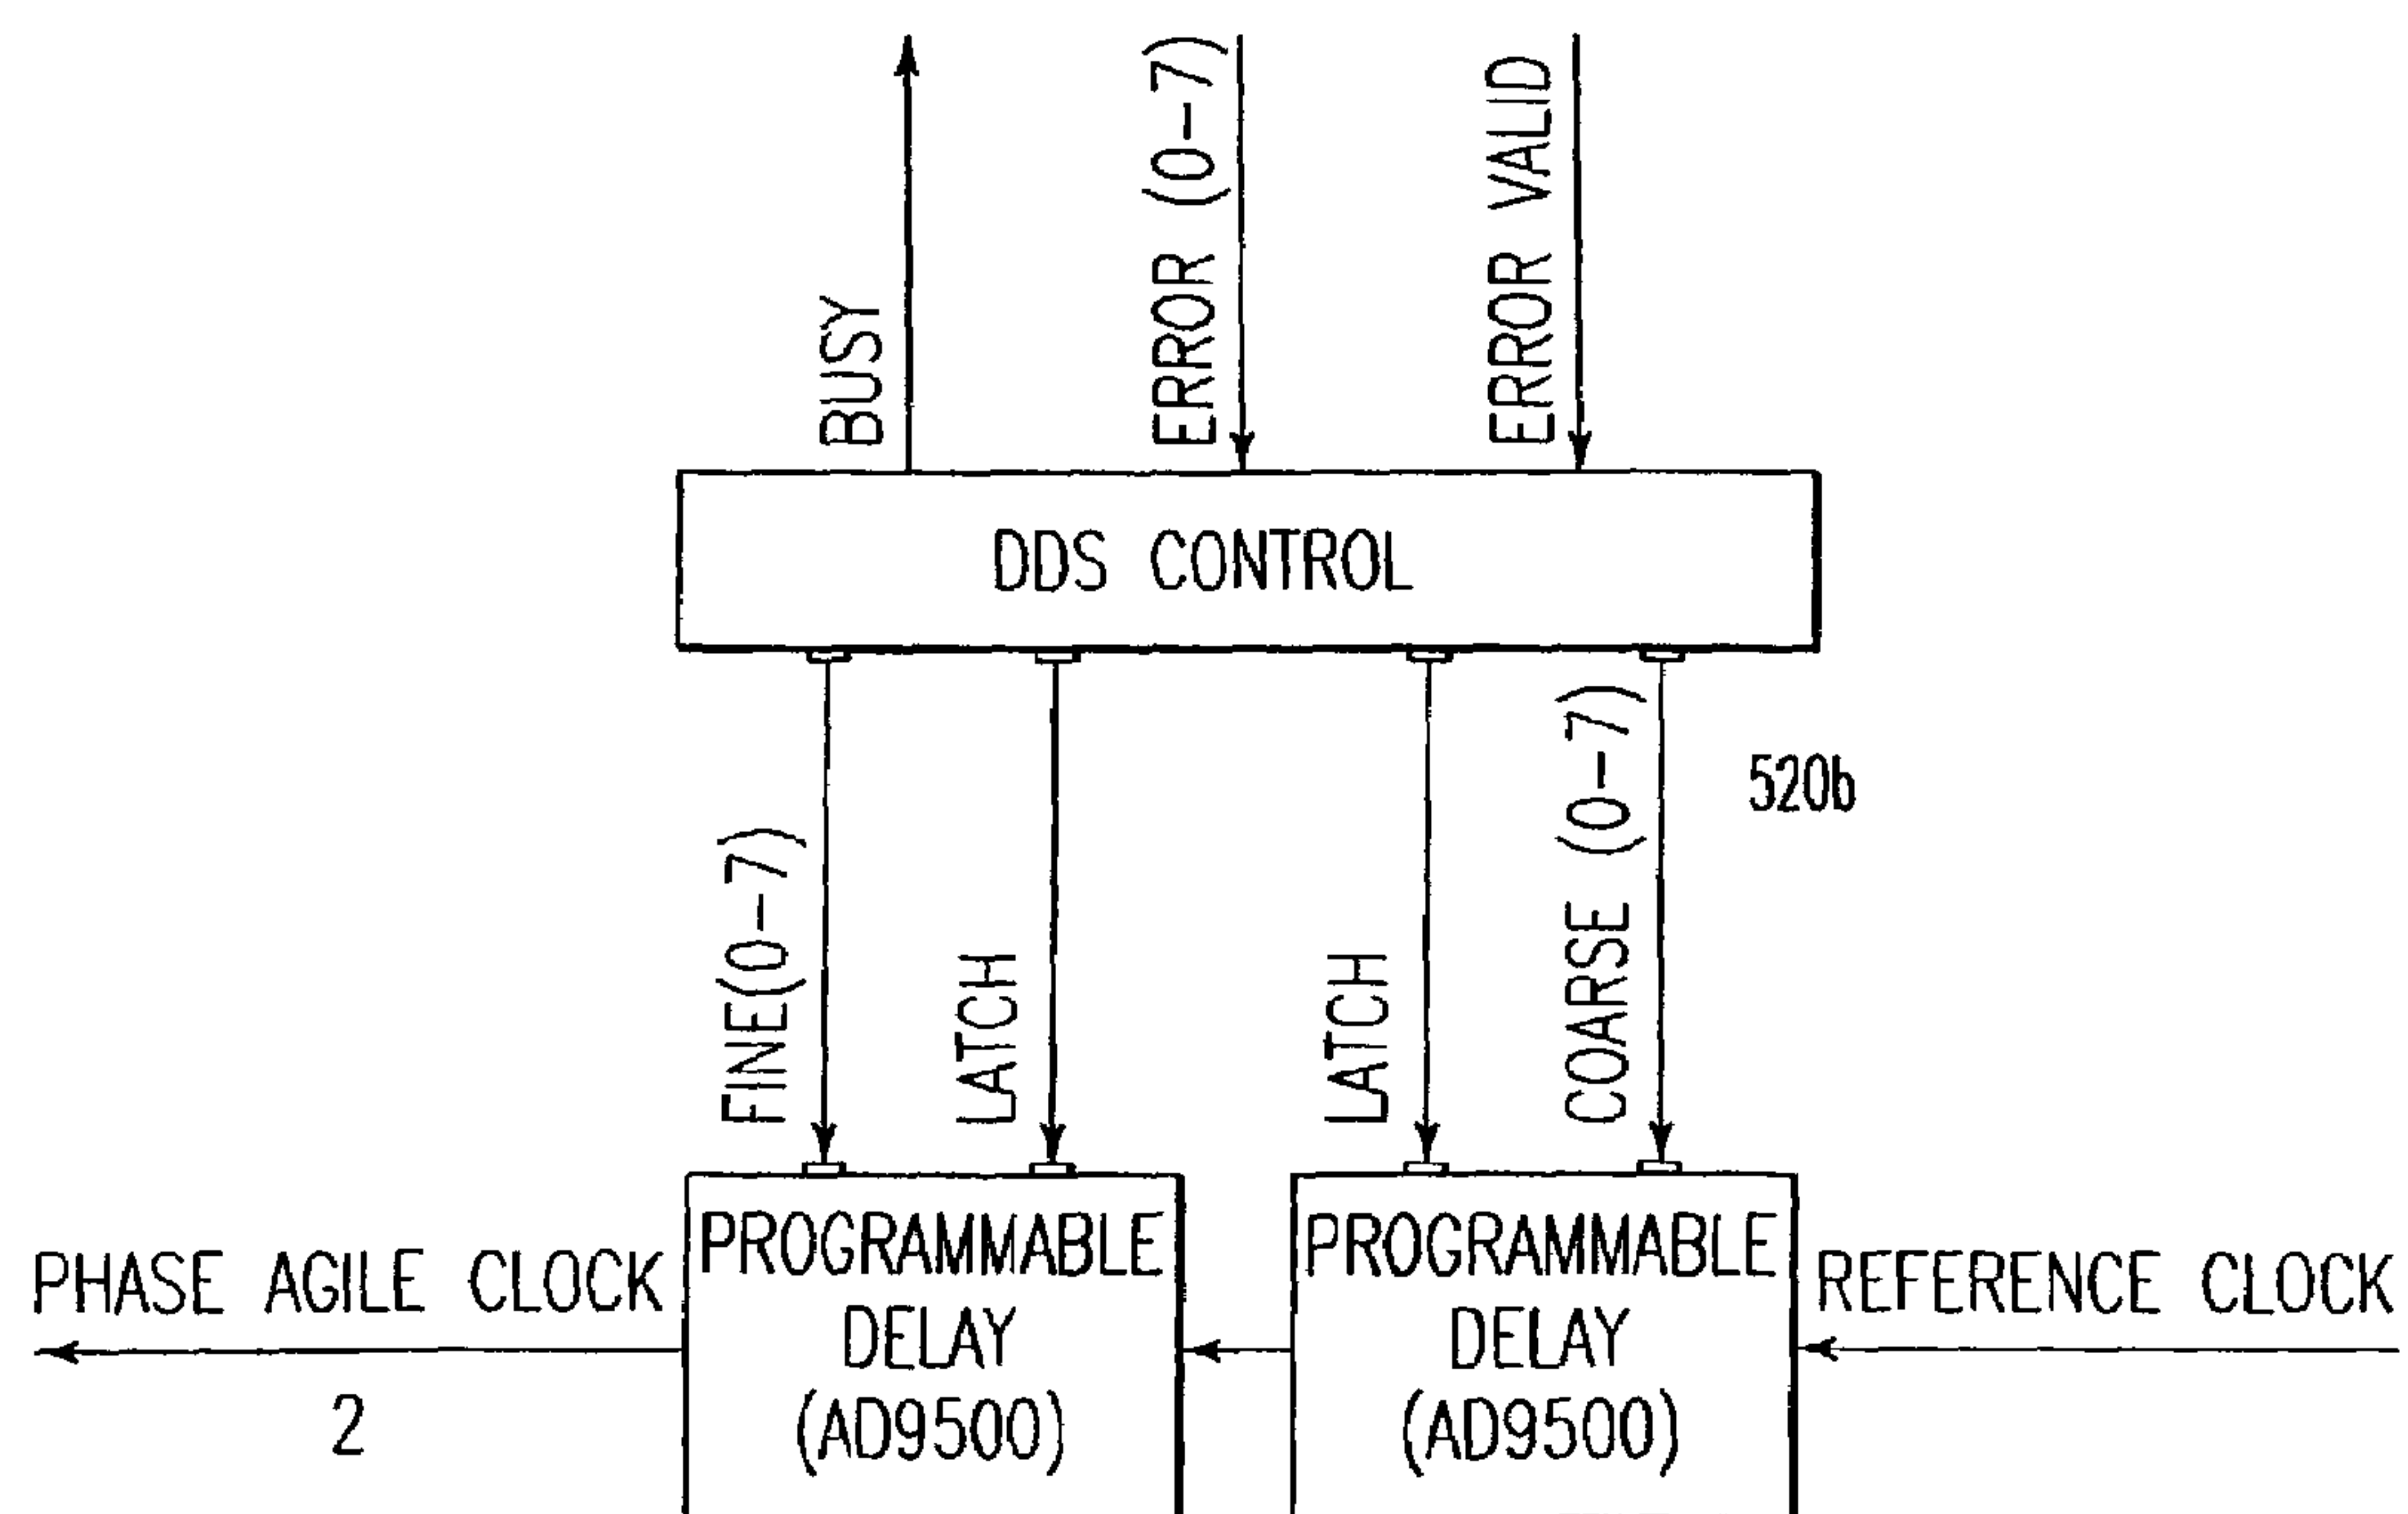 BUSY
ERROR (0-7)
ERROR VALID
DDS CONTROL
520b
FINE(0-7)
LATCH
LATCH
COARSE (0-7)
PHASE AGILE CLOCK
2
PROGRAMMABLE
DELAY
(AD9500)
PROGRAMMABLE
DELAY
(AD9500)
REFERENCE CLOCK